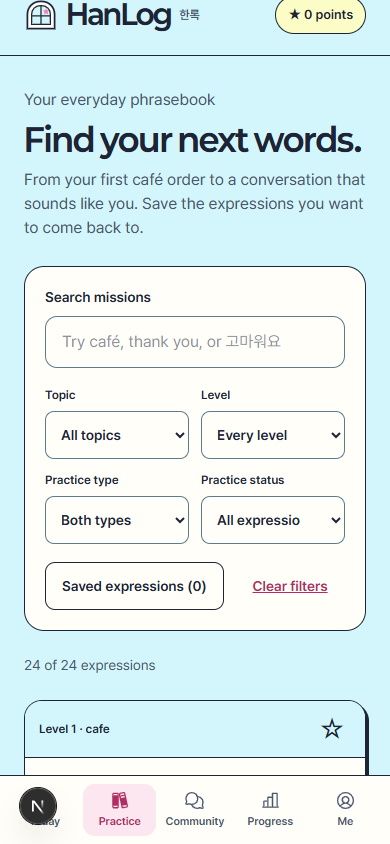 HanLog 한록
★ 0 points
Your everyday phrasebook
Find your next words.
From your first café order to a conversation that
sounds like you. Save the expressions you want
to come back to.
Search missions
Try café, thank you, or 고마워요
Topic
Level
All topics
Every level
Practice type
Practice status
Both types
All expressio
Saved expressions (0)
Clear filters
24 of 24 expressions
Level 1 · cafe
N
Practice
Community
Progress
Me